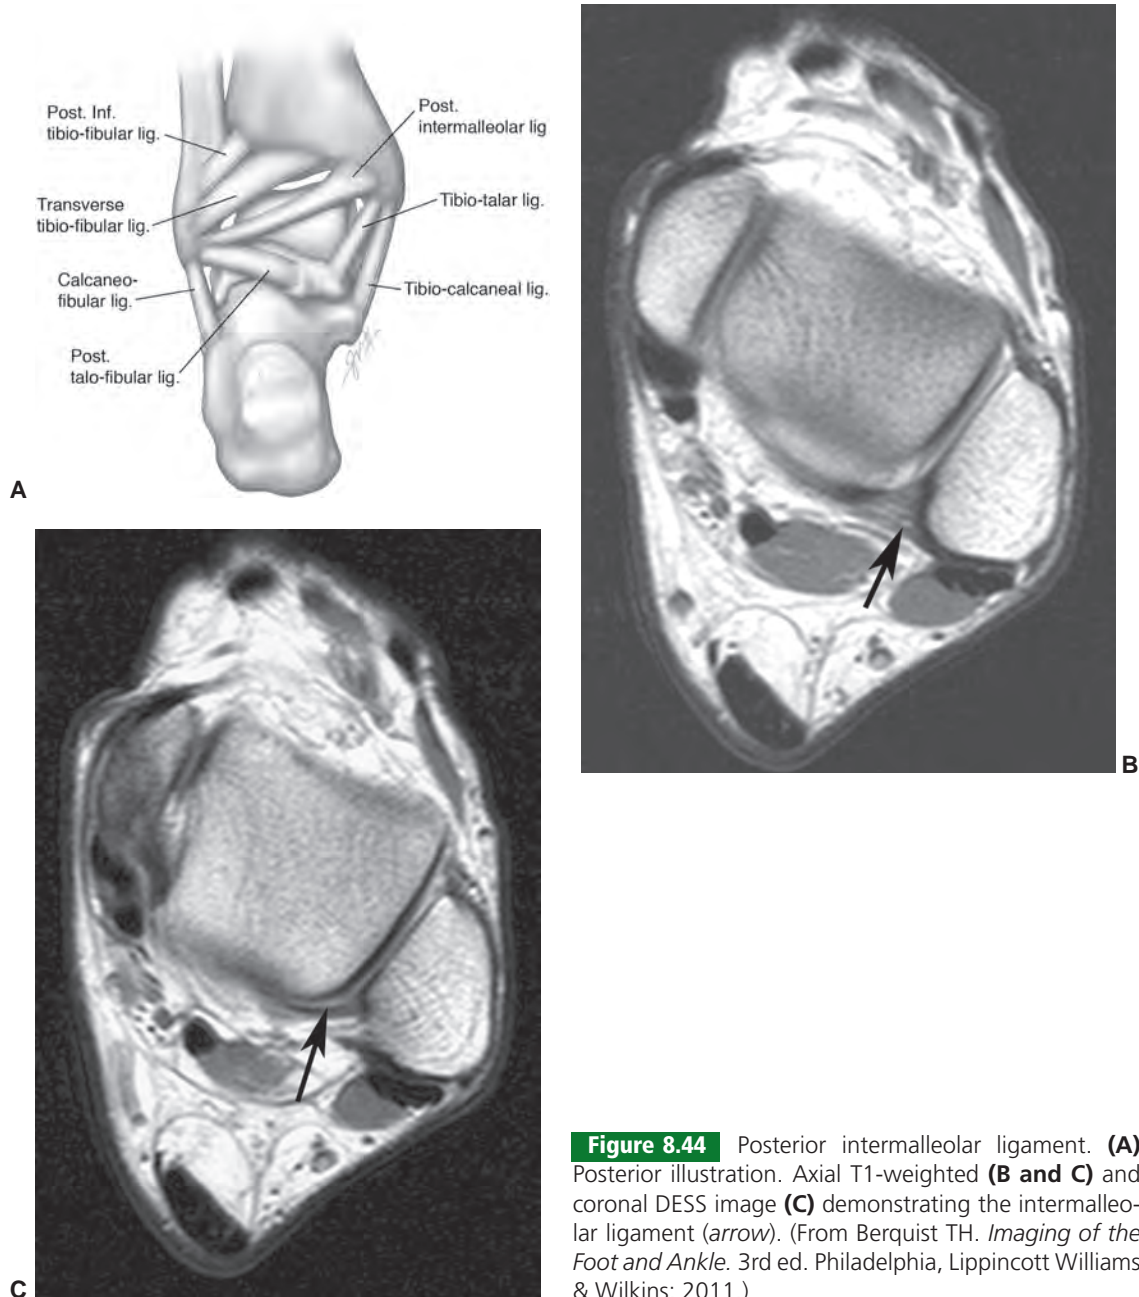 Post. Inf.
tibio-fibular lig.
Post.
intermalleolar lig
Transverse
tibio-fibular lig.
Tibio-talar lig.
Calcaneo-
fibular lig.
Tibio-calcaneal lig.
Post.
talo-fibular lig.
A
B
C
Figure 8.44 Posterior intermalleolar ligament. (A)
Posterior illustration. Axial T1-weighted (B and C) and
coronal DESS image (C) demonstrating the intermalleo-
lar ligament (arrow). (From Berquist TH. Imaging of the
Foot and Ankle. 3rd ed. Philadelphia, Lippincott Williams
& Wilkins; 2011.)